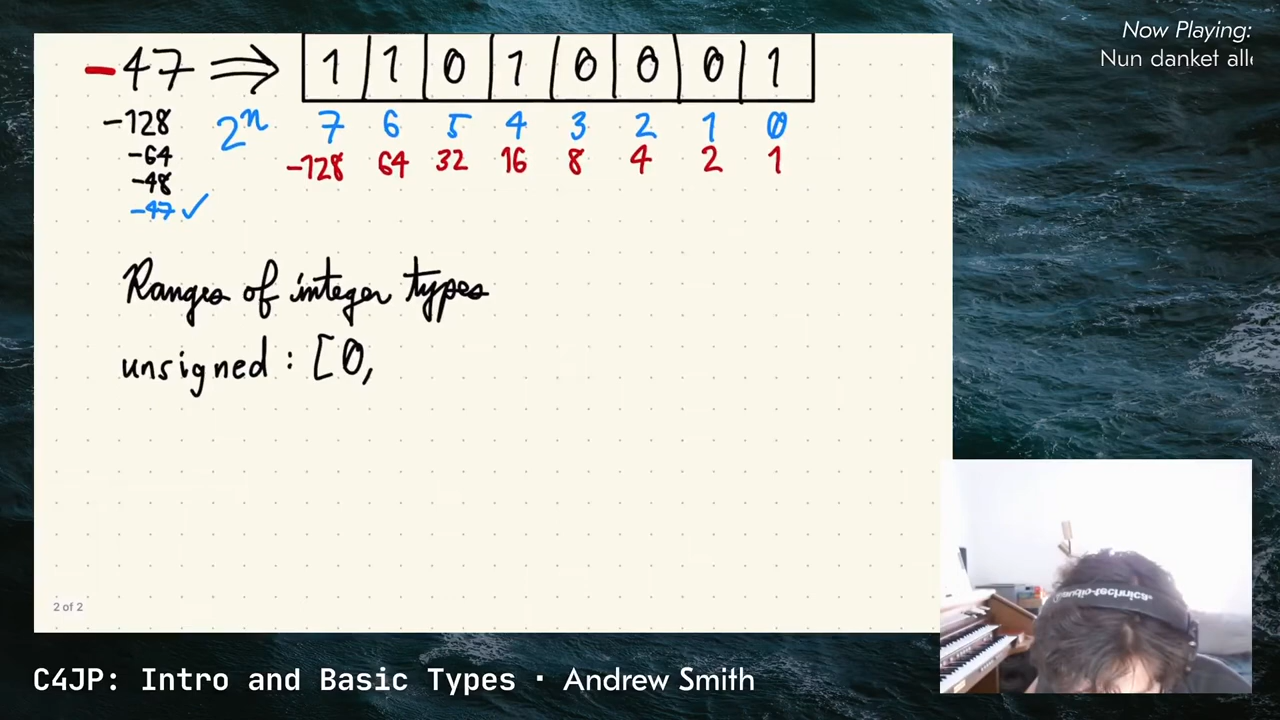 Now Playing:
Nun danket all
-47 ⇒ 1 1 0 1 0 0 0 1
-128 2ⁿ 7 6 5 4 3 2 1 0
-64 -128 64 32 16 8 4 2 1
-48
-47 ✓
Ranges of integer types
unsigned : [0,
2 of 2
audio-technica
C4JP: Intro and Basic Types · Andrew Smith